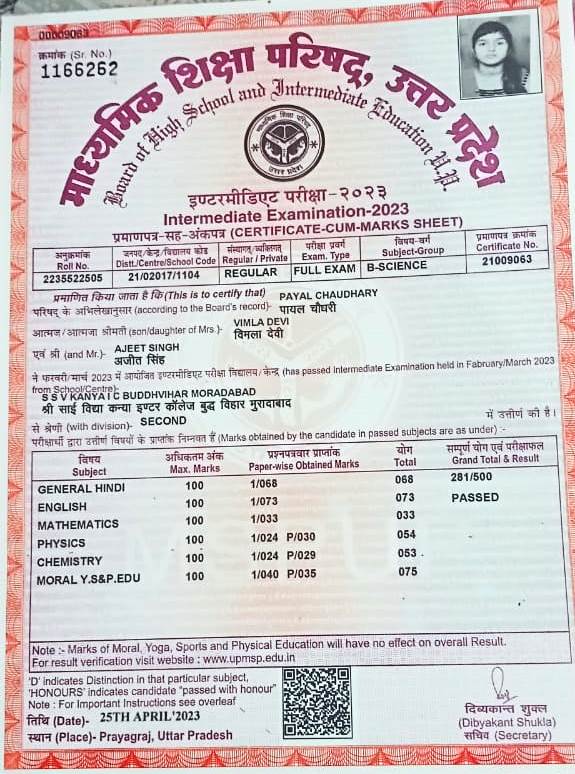 00009063
क्रमांक (Sr. No.)
1166262
माध्यमिक शिक्षा परिषद्, उत्तर प्रदेश
Board of High School and Intermediate Education U.P.
इण्टरमीडिएट परीक्षा-२०२३
Intermediate Examination-2023
प्रमाणपत्र-सह-अंकपत्र (CERTIFICATE-CUM-MARKS SHEET)
अनुक्रमांक जनपद/केन्द्र/विद्यालय कोड संस्थागत/व्यक्तिगत परीक्षा प्रवर्ग विषय-वर्ग प्रमाणपत्र क्रमांक
Roll No. Distt./Centre/School Code Regular / Private Exam. Type Subject-Group Certificate No.
2235522505 21/02017/1104 REGULAR FULL EXAM B-SCIENCE 21009063
प्रमाणित किया जाता है कि (This is to certify that) PAYAL CHAUDHARY
परिषद के अभिलेखानुसार (according to the Board's record)- पायल चौधरी
VIMLA DEVI
आत्मज/आत्मजा श्रीमती (son/daughter of Mrs.)- विमला देवी
AJEET SINGH
एवं श्री (and Mr.)- अजीत सिंह
ने फरवरी/मार्च 2023 में आयोजित इण्टरमीडिएट परीक्षा विद्यालय/केन्द्र (has passed Intermediate Examination held in Fabruary/March 2023
from School/Centre)-
S S V KANYA I C BUDDHVIHAR MORADABAD
श्री साई विद्या कन्या इण्टर कॉलेज बुद्ध विहार मुरादाबाद
से श्रेणी (with division)- SECOND में उत्तीर्ण की है।
परीक्षार्थी द्वारा उत्तीर्ण विषयों के प्राप्तांक निम्नवत हैं (Marks obtained by the candidate in passed subjects are as under) :-
विषय अधिकतम अंक प्रश्नपत्रवार प्राप्तांक योग सम्पूर्ण योग एवं परीक्षाफल
Subject Max. Marks Paper-wise Obtained Marks Total Grand Total & Result
GENERAL HINDI 100 1/068 068 281/500
ENGLISH 100 1/073 073 PASSED
MATHEMATICS 100 1/033 033
PHYSICS 100 1/024 P/030 054
CHEMISTRY 100 1/024 P/029 053
MORAL Y.S&P.EDU 100 1/040 P/035 075
Note :- Marks of Moral, Yoga, Sports and Physical Education will have no effect on overall Result.
For result verification visit website : www.upmsp.edu.in
'D' indicates Distinction in that particular subject,
'HONOURS' indicates candidate "passed with honour"
Note : For Important Instructions see overleaf
तिथि (Date)- 25TH APRIL'2023
स्थान (Place)- Prayagraj, Uttar Pradesh
दिव्यकान्त शुक्ल
(Dibyakant Shukla)
सचिव (Secretary)